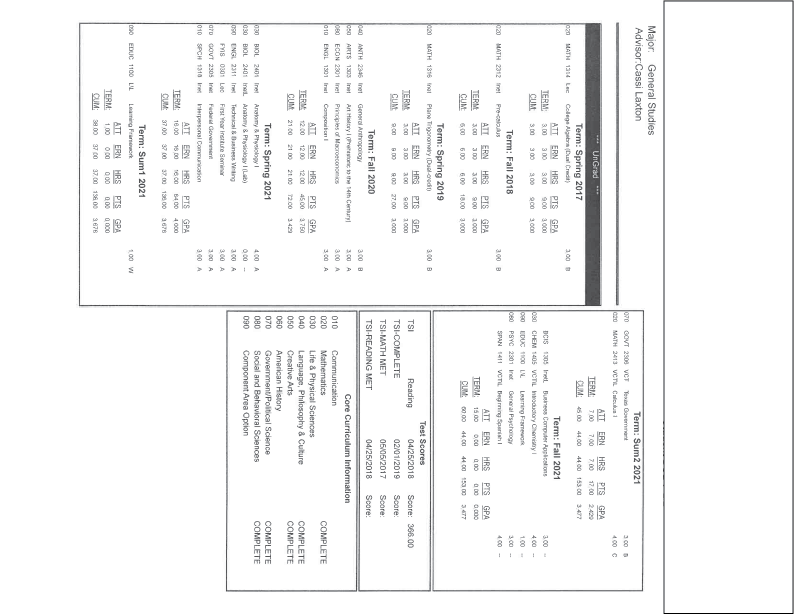 Major: General Studies
Advisor:Cassi Laxton
*** UnGrad ***
Term: Spring 2017
020 MATH 1314 Lec College Algebra (Dual Credit) 3.00 B
ATT ERN HRS PTS GPA
TERM: 3.00 3.00 3.00 9.00 3.000
CUM: 3.00 3.00 3.00 9.00 3.000
Term: Fall 2018
020 MATH 2312 Inet Pre-calculus 3.00 B
ATT ERN HRS PTS GPA
TERM: 3.00 3.00 3.00 9.00 3.000
CUM: 6.00 6.00 6.00 18.00 3.000
Term: Spring 2019
020 MATH 1316 Inet Plane Trigonometry (Dual-credit) 3.00 B
ATT ERN HRS PTS GPA
TERM: 3.00 3.00 3.00 9.00 3.000
CUM: 9.00 9.00 9.00 27.00 3.000
Term: Fall 2020
040 ANTH 2346 Inet General Anthropology 3.00 B
050 ARTS 1303 Inet Art History I (Prehistoric to the 14th Century) 3.00 A
080 ECON 2301 Inet Principles of Macroeconomics 3.00 A
010 ENGL 1301 Inet Composition I 3.00 A
ATT ERN HRS PTS GPA
TERM: 12.00 12.00 12.00 45.00 3.750
CUM: 21.00 21.00 21.00 72.00 3.429
Term: Spring 2021
030 BIOL 2401 Inet Anatomy & Physiology I 4.00 A
030 BIOL 2401 InetL Anatomy & Physiology I (Lab) 0.00 --
090 ENGL 2311 Inet Technical & Business Writing 3.00 A
FYIS 0301 Lec First Year Institute Seminar 3.00 A
070 GOVT 2305 Inet Federal Government 3.00 A
010 SPCH 1318 Inet Interpersonal Communication 3.00 A
ATT ERN HRS PTS GPA
TERM: 16.00 16.00 16.00 64.00 4.000
CUM: 37.00 37.00 37.00 136.00 3.676
Term: Sum1 2021
090 EDUC 1100 L/L Learning Framework 1.00 W
ATT ERN HRS PTS GPA
TERM: 1.00 0.00 0.00 0.00 0.000
CUM: 38.00 37.00 37.00 136.00 3.676
Term: Sum2 2021
070 GOVT 2306 VCT Texas Government 3.00 B
020 MATH 2413 VCTIL Calculus I 4.00 C
ATT ERN HRS PTS GPA
TERM: 7.00 7.00 7.00 17.00 2.429
CUM: 45.00 44.00 44.00 153.00 3.477
Term: Fall 2021
BCIS 1305 InetL Business Computer Applications 3.00 --
030 CHEM 1405 VCTIL Introductory Chemistry I 4.00 --
090 EDUC 1100 L/L Learning Framework 1.00 --
080 PSYC 2301 Inet General Psychology 3.00 --
SPAN 1411 VCTIL Beginning Spanish I 4.00 --
ATT ERN HRS PTS GPA
TERM: 15.00 0.00 0.00 0.00 0.000
CUM: 60.00 44.00 44.00 153.00 3.477
Test Scores
TSI Reading 04/25/2018 Score: 366.00
TSI-COMPLETE 02/01/2019 Score:
TSI-MATH MET 05/05/2017 Score:
TSI-READING MET 04/25/2018 Score:
Core Curriculum Information
010 Communication
020 Mathematics COMPLETE
030 Life & Physical Sciences
040 Language, Philosophy & Culture COMPLETE
050 Creative Arts COMPLETE
060 American History
070 Government/Political Science COMPLETE
080 Social and Behavioral Sciences COMPLETE
090 Component Area Option